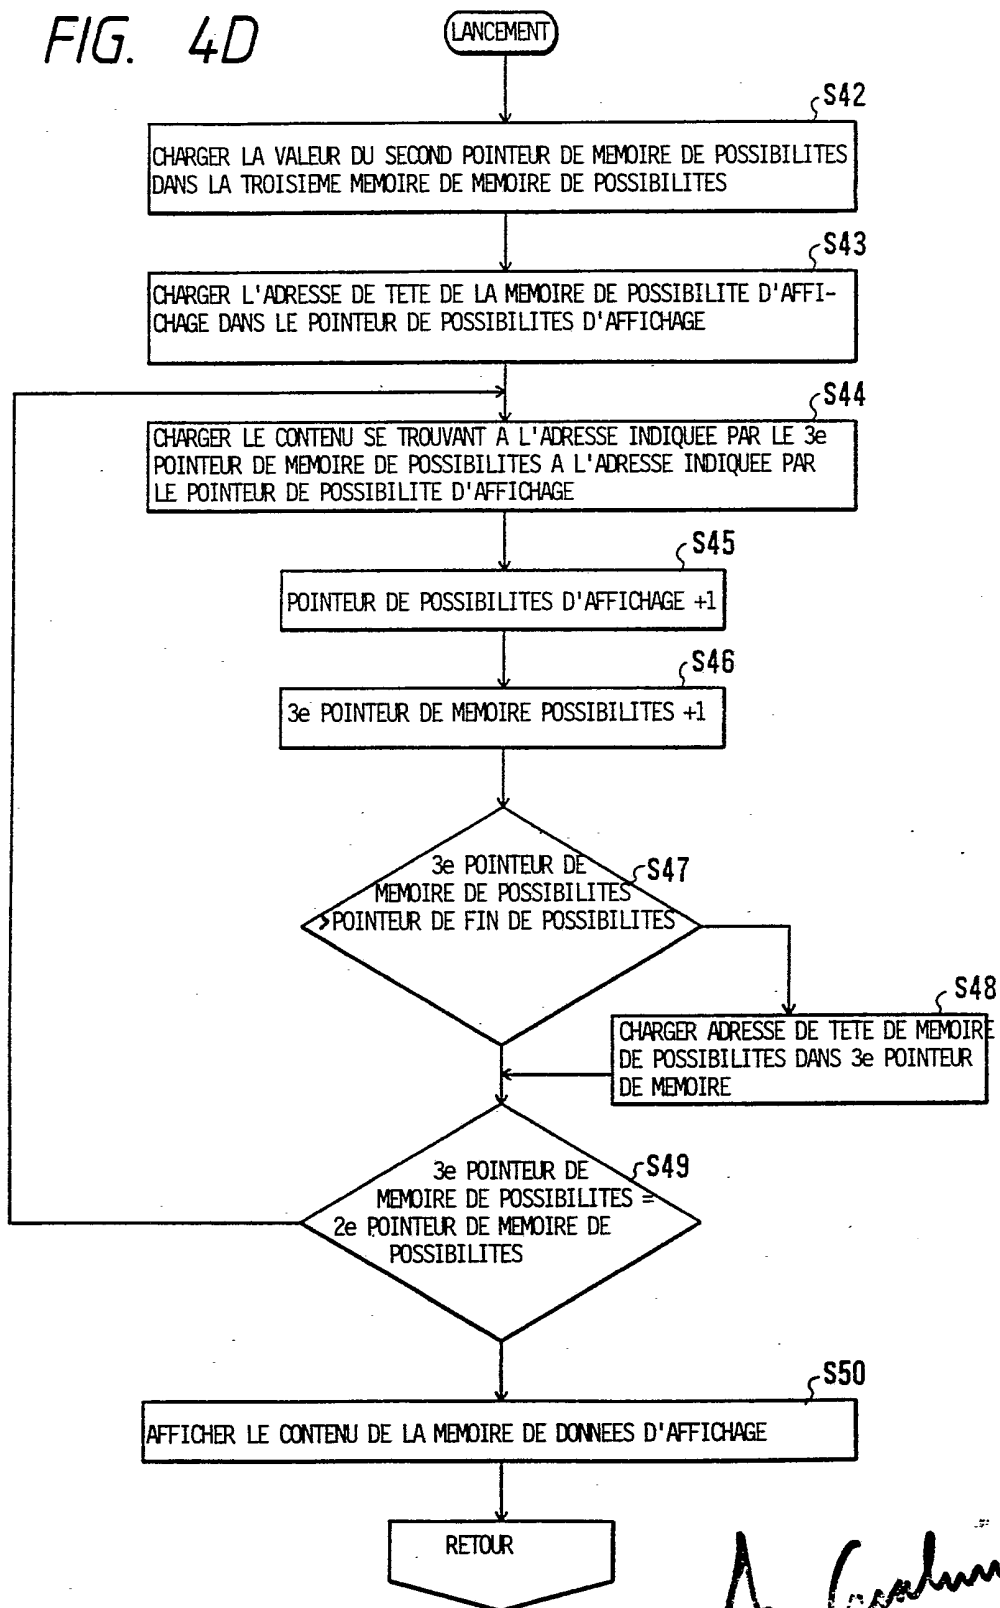 FIG. 4D
LANCEMENT
S42
CHARGER LA VALEUR DU SECOND POINTEUR DE MEMOIRE DE POSSIBILITES
DANS LA TROISIEME MEMOIRE DE MEMOIRE DE POSSIBILITES
S43
CHARGER L'ADRESSE DE TETE DE LA MEMOIRE DE POSSIBILITE D'AFFI-
CHAGE DANS LE POINTEUR DE POSSIBILITES D'AFFICHAGE
S44
CHARGER LE CONTENU SE TROUVANT A L'ADRESSE INDIQUEE PAR LE 3e
POINTEUR DE MEMOIRE DE POSSIBILITES A L'ADRESSE INDIQUEE PAR
LE POINTEUR DE POSSIBILITE D'AFFICHAGE
S45
POINTEUR DE POSSIBILITES D'AFFICHAGE +1
S46
3e POINTEUR DE MEMOIRE POSSIBILITES +1
S47
3e POINTEUR DE
MEMOIRE DE POSSIBILITES
>POINTEUR DE FIN DE POSSIBILITES
S48
CHARGER ADRESSE DE TETE DE MEMOIRE
DE POSSIBILITES DANS 3e POINTEUR
DE MEMOIRE
S49
3e POINTEUR DE
MEMOIRE DE POSSIBILITES =
2e POINTEUR DE MEMOIRE DE
POSSIBILITES
S50
AFFICHER LE CONTENU DE LA MEMOIRE DE DONNEES D'AFFICHAGE
RETOUR